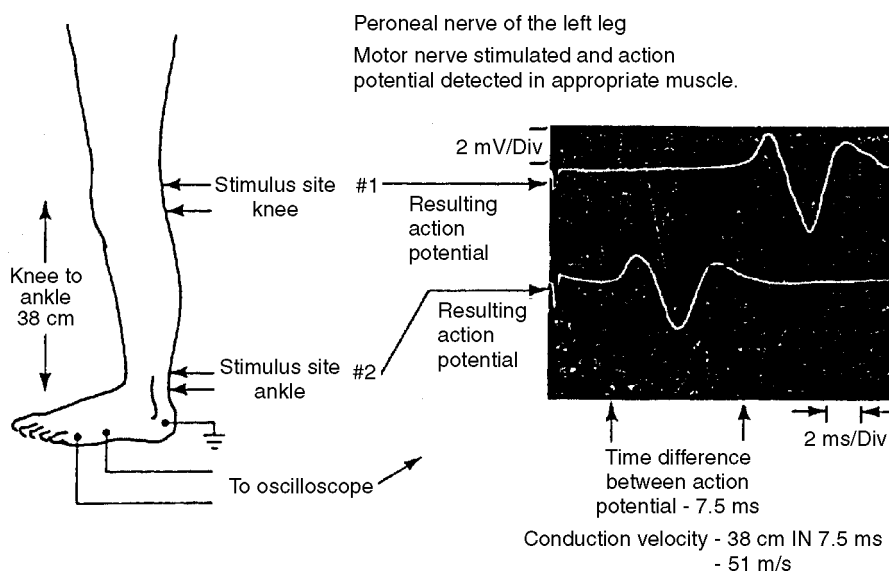 Peroneal nerve of the left leg
Motor nerve stimulated and action
potential detected in appropriate muscle.
2 mV/Div
Stimulus site #1
knee
Resulting
action
potential
Knee to
ankle
38 cm
Resulting
action
potential
Stimulus site #2
ankle
2 ms/Div
To oscilloscope
Time difference
between action
potential - 7.5 ms
Conduction velocity - 38 cm IN 7.5 ms
- 51 m/s